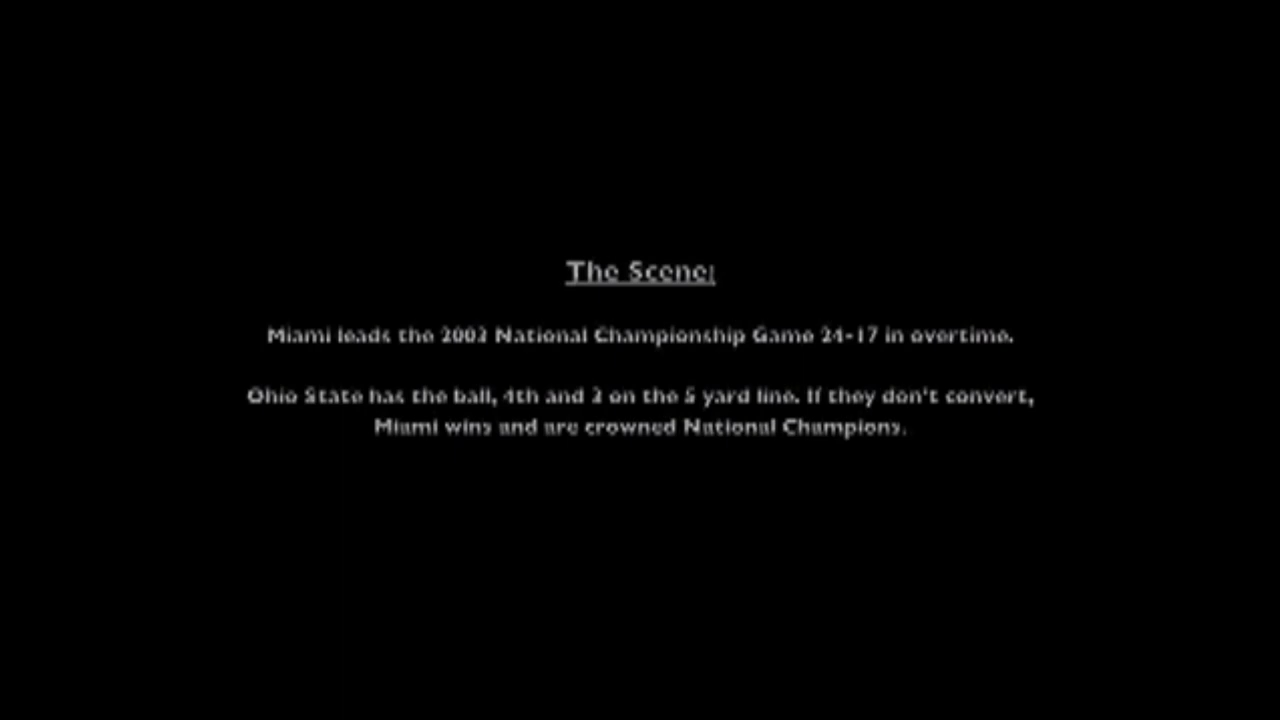 The Scene:
Miami leads the 2002 National Championship Game 24-17 in overtime.
Ohio State has the ball, 4th and 3 on the 5 yard line. If they don't convert,
Miami wins and are crowned National Champions.